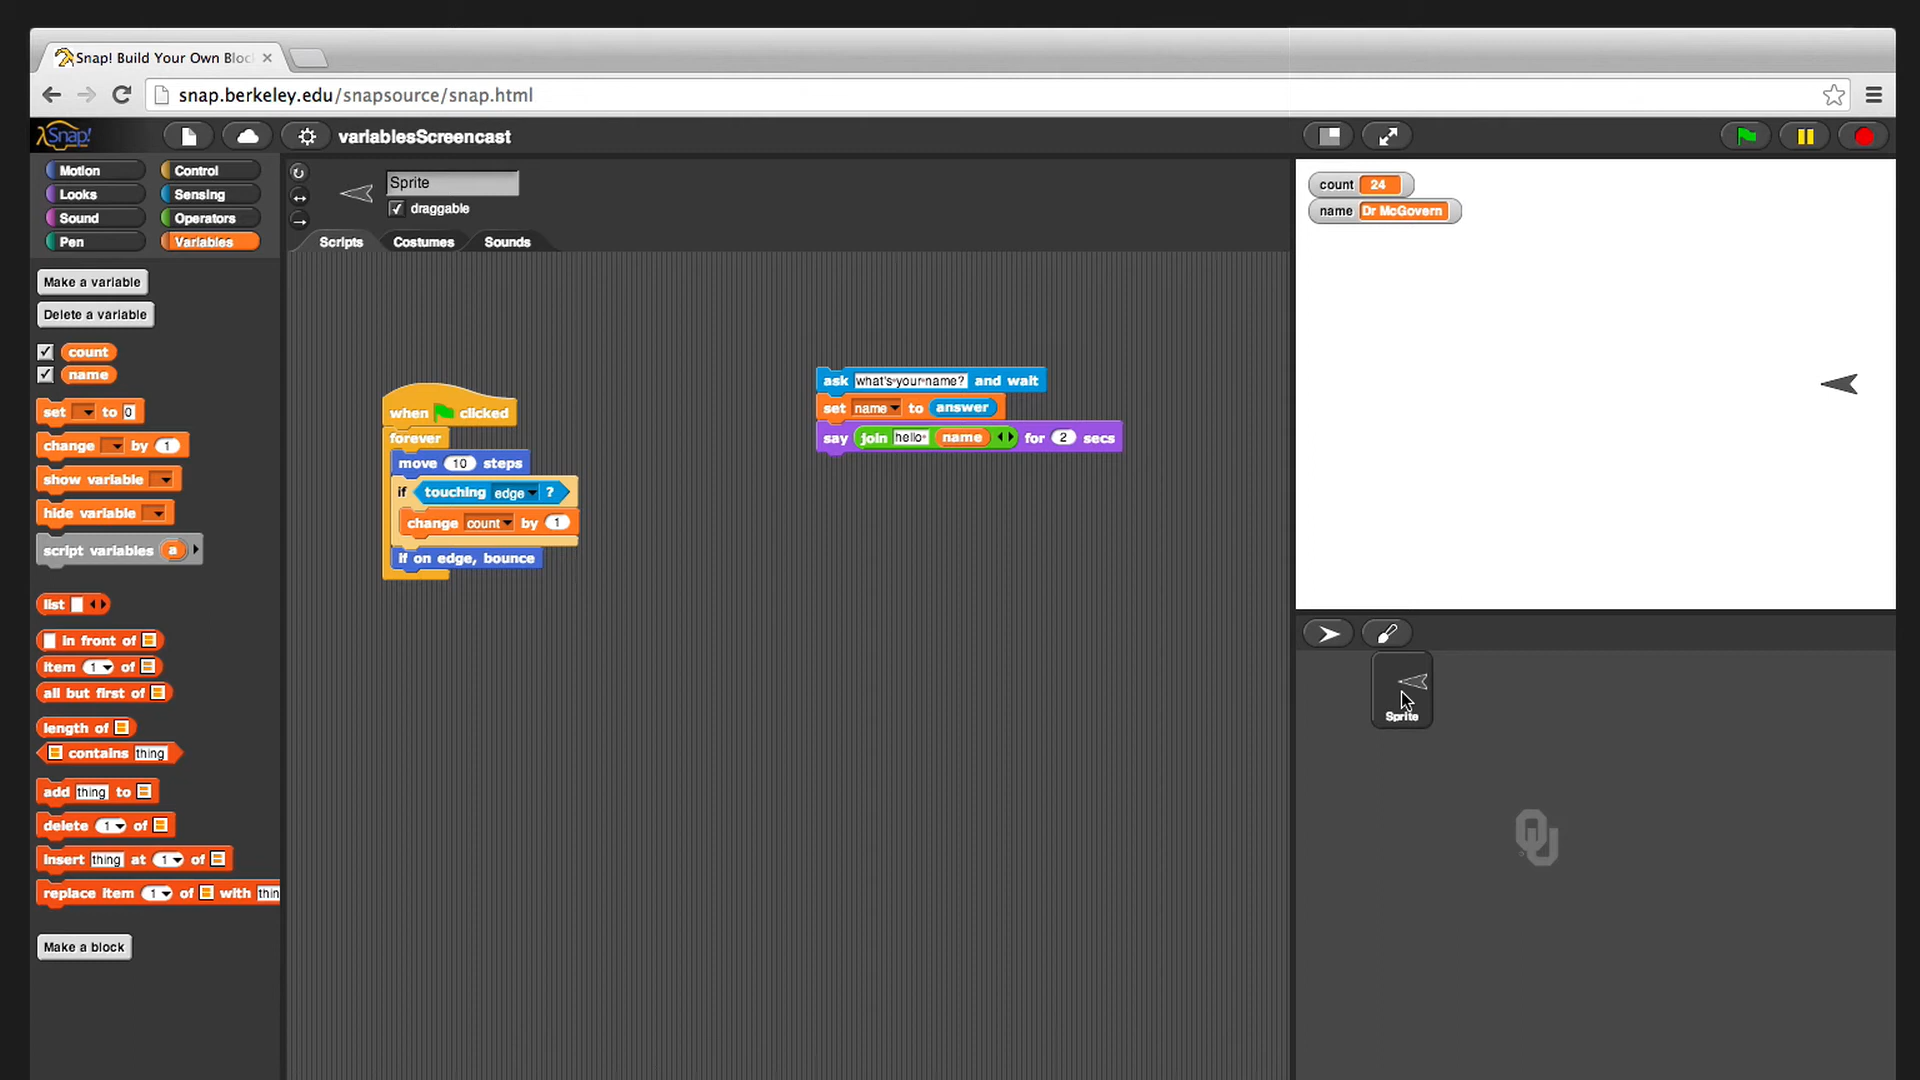 Snap! Build Your Own Bloc
snap.berkeley.edu/snapsource/snap.html
λSnap!
variablesScreencast
Motion
Control
Looks
Sensing
Sound
Operators
Pen
Variables
Sprite
draggable
Scripts
Costumes
Sounds
Make a variable
Delete a variable
count
name
set to 0
change by 1
show variable
hide variable
script variables a
list
in front of
item 1 of
all but first of
length of
contains thing
add thing to
delete 1 of
insert thing at 1 of
replace item 1 of with thin
Make a block
when clicked
forever
move 10 steps
if touching edge ?
change count by 1
if on edge, bounce
ask what's your name? and wait
set name to answer
say join hello name for 2 secs
count 24
name Dr McGovern
Sprite
OU